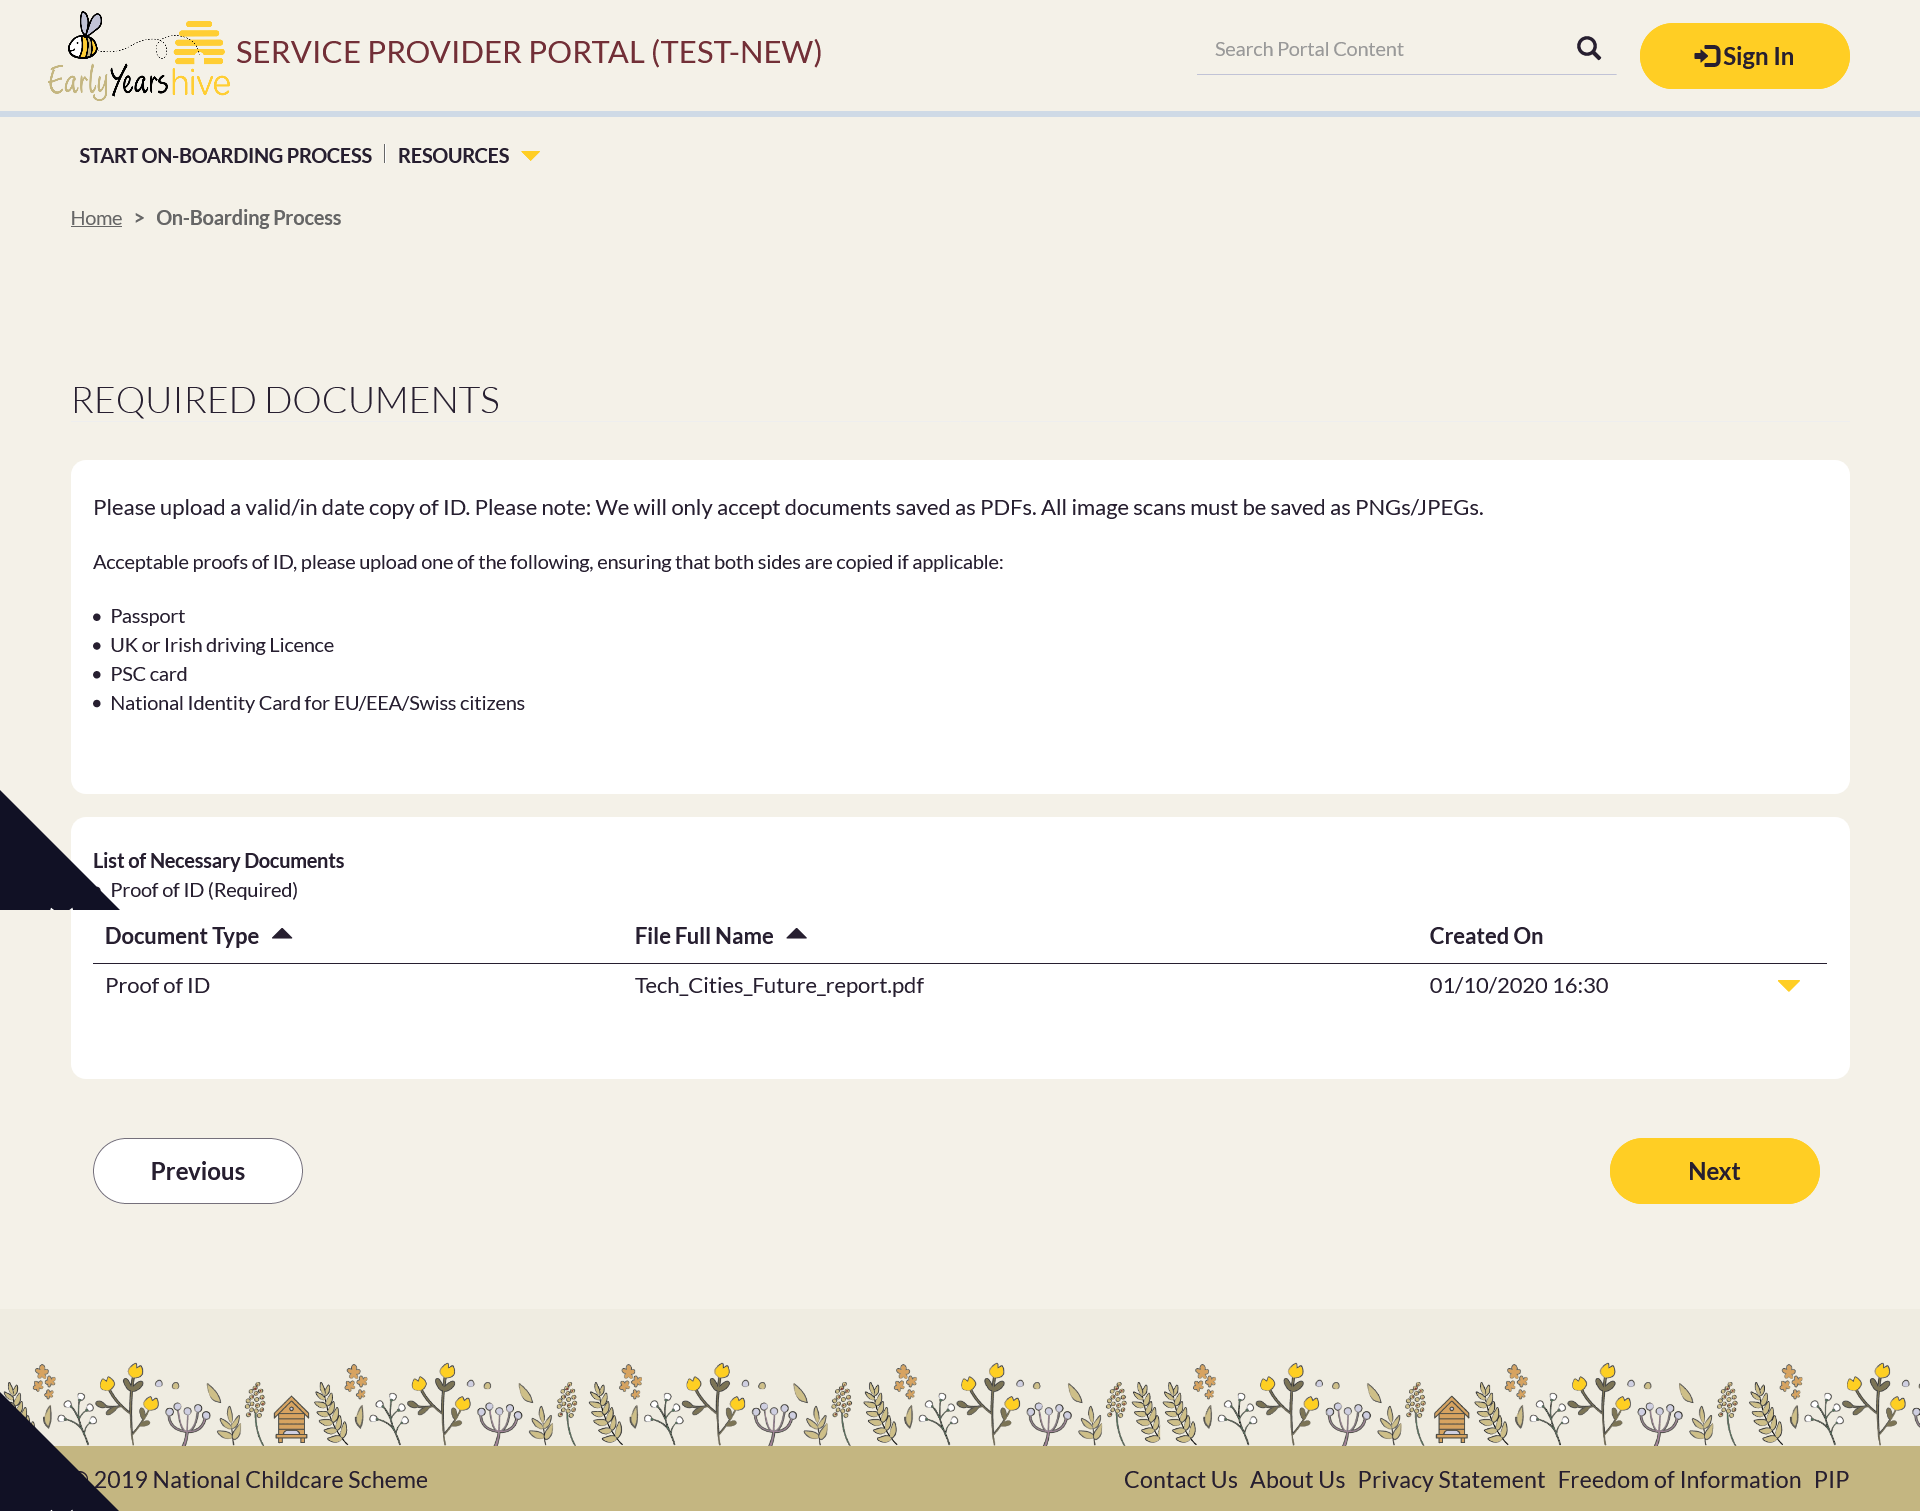 Early Years hive
SERVICE PROVIDER PORTAL (TEST-NEW)
Search Portal Content
Sign In
START ON-BOARDING PROCESS
RESOURCES
Home > On-Boarding Process
REQUIRED DOCUMENTS
Please upload a valid/in date copy of ID. Please note: We will only accept documents saved as PDFs. All image scans must be saved as PNGs/JPEGs.
Acceptable proofs of ID, please upload one of the following, ensuring that both sides are copied if applicable:
• Passport
• UK or Irish driving Licence
• PSC card
• National Identity Card for EU/EEA/Swiss citizens
List of Necessary Documents
• Proof of ID (Required)
Document Type File Full Name Created On
Proof of ID Tech_Cities_Future_report.pdf 01/10/2020 16:30
Previous
Next
© 2019 National Childcare Scheme
Contact Us About Us Privacy Statement Freedom of Information PIP